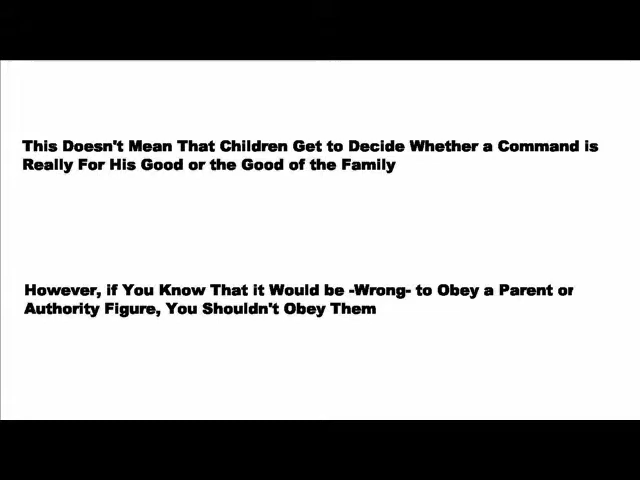 This Doesn't Mean That Children Get to Decide Whether a Command is
Really For His Good or the Good of the Family
However, if You Know That it Would be -Wrong- to Obey a Parent or
Authority Figure, You Shouldn't Obey Them